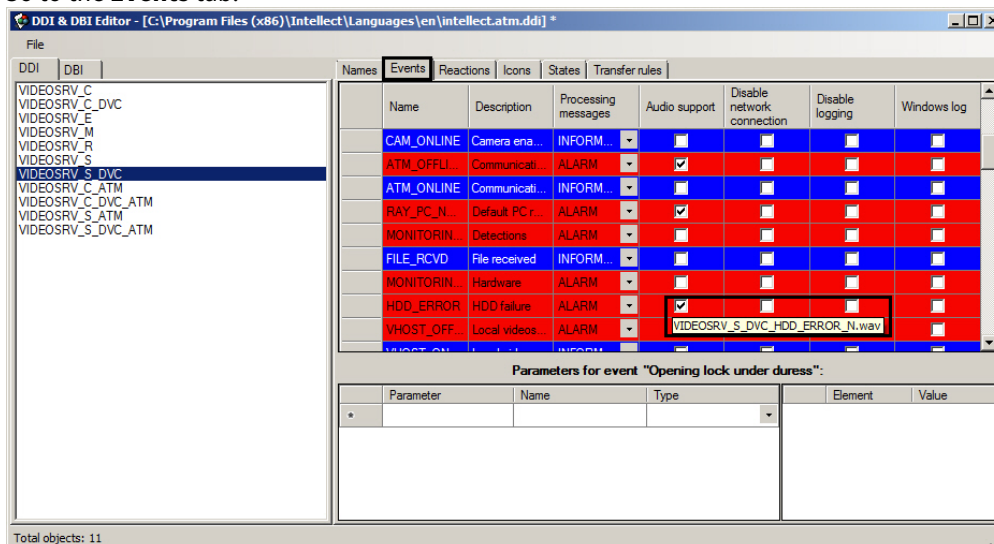 Go to the Events tab.
DDI & DBI Editor - [C:\Program Files (x86)\Intellect\Languages\en\intellect.atm.ddi] *
File
DDI DBI
VIDEOSRV_C
VIDEOSRV_C_DVC
VIDEOSRV_E
VIDEOSRV_M
VIDEOSRV_R
VIDEOSRV_S
VIDEOSRV_S_DVC
VIDEOSRV_C_ATM
VIDEOSRV_C_DVC_ATM
VIDEOSRV_S_ATM
VIDEOSRV_S_DVC_ATM
Names Events Reactions Icons States Transfer rules
Name Description Processing messages Audio support Disable network connection Disable logging Windows log
CAM_ONLINE Camera ena... INFORM...
ATM_OFFLI... Communicati... ALARM
ATM_ONLINE Communicati... INFORM...
RAY_PC_N... Default PC r... ALARM
MONITORIN... Detections ALARM
FILE_RCVD File received INFORM...
MONITORIN... Hardware ALARM
HDD_ERROR HDD failure ALARM
VHOST_OFF... Local videos... ALARM
VIDEOSRV_S_DVC_HDD_ERROR_N.wav
Parameters for event "Opening lock under duress":
Parameter Name Type Element Value
*
Total objects: 11